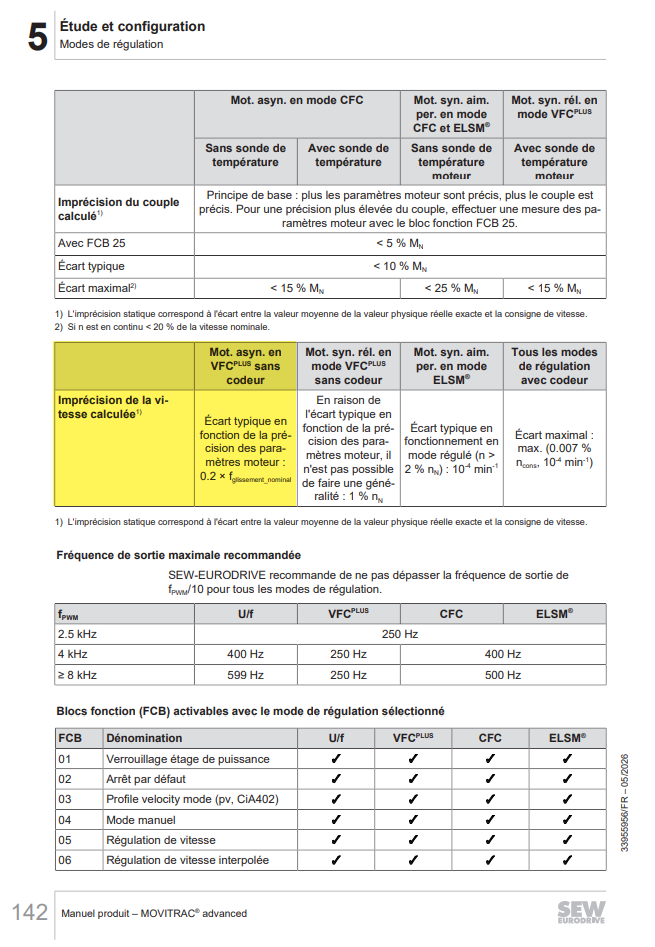 5
Étude et configuration
Modes de régulation
Mot. asyn. en mode CFC
Mot. syn. aim. per. en mode CFC et ELSM®
Mot. syn. rél. en mode VFCPLUS
Sans sonde de température
Avec sonde de température
Sans sonde de température moteur
Avec sonde de température moteur
Imprécision du couple calculé1)
Principe de base : plus les paramètres moteur sont précis, plus le couple est
précis. Pour une précision plus élevée du couple, effectuer une mesure des pa-
ramètres moteur avec le bloc fonction FCB 25.
Avec FCB 25 < 5 % MN
Écart typique < 10 % MN
Écart maximal2) < 15 % MN < 25 % MN < 15 % MN
1) L'imprécision statique correspond à l'écart entre la valeur moyenne de la valeur physique réelle exacte et la consigne de vitesse.
2) Si n est en continu < 20 % de la vitesse nominale.
Mot. asyn. en VFCPLUS sans codeur
Mot. syn. rél. en mode VFCPLUS sans codeur
Mot. syn. aim. per. en mode ELSM®
Tous les modes de régulation avec codeur
Imprécision de la vi-
tesse calculée1)
Écart typique en
fonction de la pré-
cision des para-
mètres moteur :
0.2 × fglissement_nominal
En raison de
l'écart typique en
fonction de la pré-
cision des para-
mètres moteur, il
n'est pas possible
de faire une géné-
ralité : 1 % nN
Écart typique en
fonctionnement en
mode régulé (n >
2 % nN) : 10-4 min-1
Écart maximal :
max. (0.007 %
ncons, 10-4 min-1)
1) L'imprécision statique correspond à l'écart entre la valeur moyenne de la valeur physique réelle exacte et la consigne de vitesse.
Fréquence de sortie maximale recommandée
SEW-EURODRIVE recommande de ne pas dépasser la fréquence de sortie de
fPWM/10 pour tous les modes de régulation.
fPWM U/f VFCPLUS CFC ELSM®
2.5 kHz 250 Hz
4 kHz 400 Hz 250 Hz 400 Hz
≥ 8 kHz 599 Hz 250 Hz 500 Hz
Blocs fonction (FCB) activables avec le mode de régulation sélectionné
FCB Dénomination U/f VFCPLUS CFC ELSM®
01 Verrouillage étage de puissance ✓ ✓ ✓ ✓
02 Arrêt par défaut ✓ ✓ ✓ ✓
03 Profile velocity mode (pv, CiA402) ✓ ✓ ✓ ✓
04 Mode manuel ✓ ✓ ✓ ✓
05 Régulation de vitesse ✓ ✓ ✓ ✓
06 Régulation de vitesse interpolée ✓ ✓ ✓ ✓
33955956/FR – 05/2026
142
Manuel produit – MOVITRAC® advanced
SEW
EURODRIVE